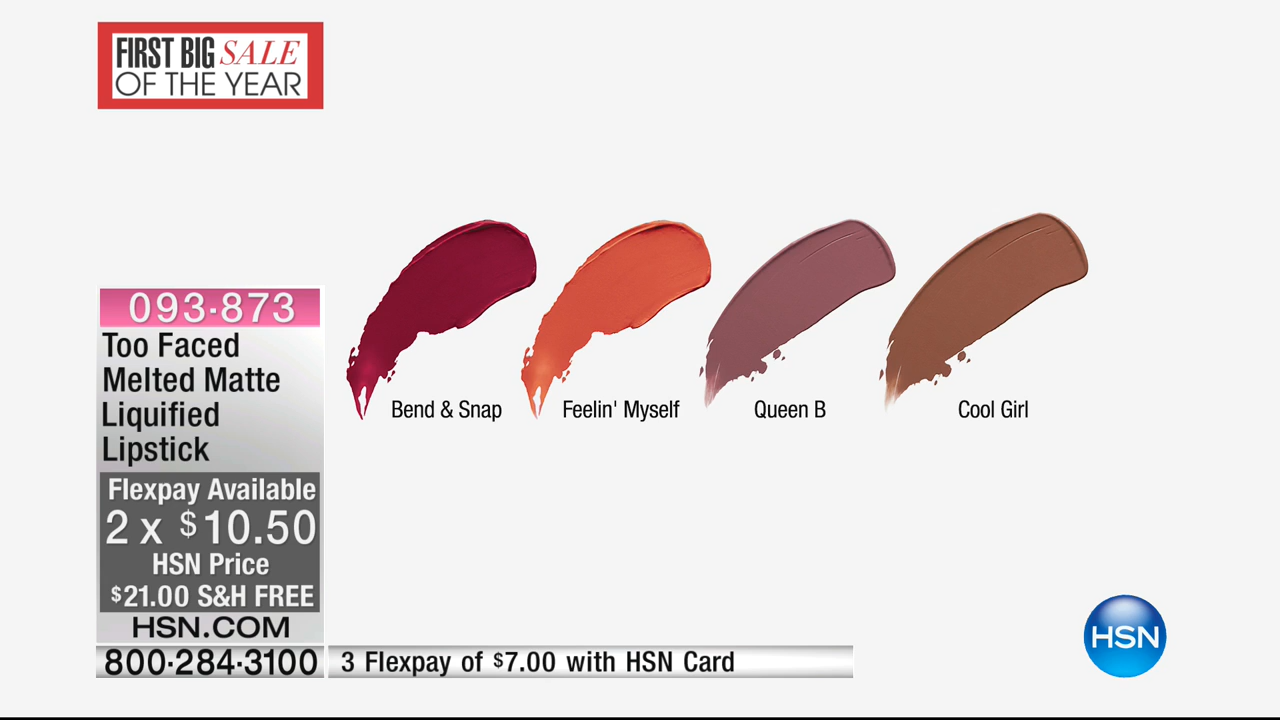 FIRST BIG SALE
OF THE YEAR
Bend & Snap
Feelin' Myself
Queen B
Cool Girl
093·873
Too Faced
Melted Matte
Liquified
Lipstick
Flexpay Available
2 x $10.50
HSN Price
$21.00 S&H FREE
HSN.COM
800·284·3100
3 Flexpay of $7.00 with HSN Card
HSN